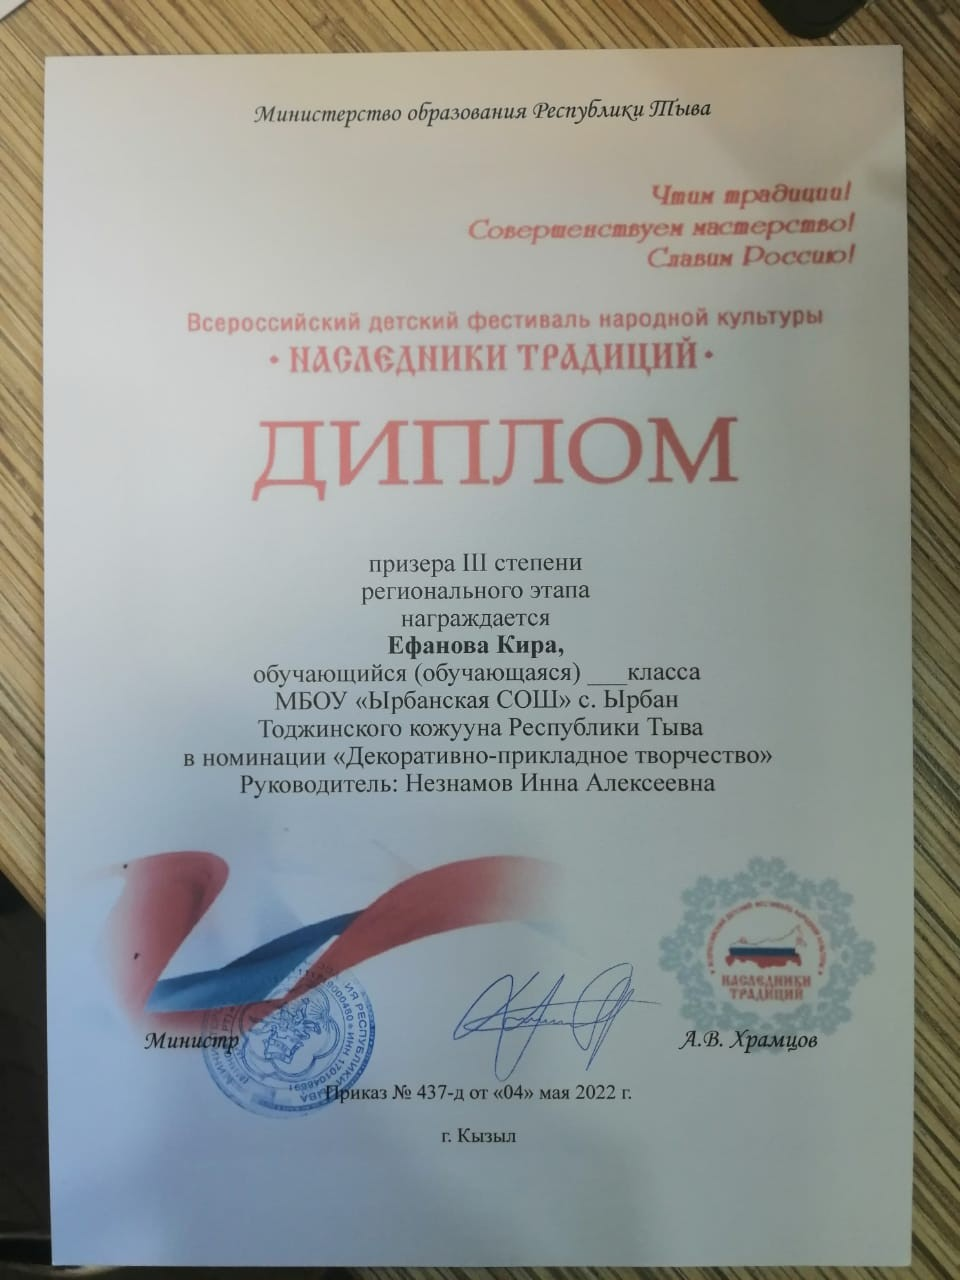 Министерство образования Республики Тыва
Чтим традиции!
Совершенствуем мастерство!
Славим Россию!
Всероссийский детский фестиваль народной культуры
• НАСЛЕДНИКИ ТРАДИЦИЙ •
ДИПЛОМ
призера III степени
регионального этапа
награждается
Ефанова Кира,
обучающийся (обучающаяся) ___класса
МБОУ «Ырбанская СОШ» с. Ырбан
Тоджинского кожууна Республики Тыва
в номинации «Декоративно-прикладное творчество»
Руководитель: Незнамов Инна Алексеевна
НАСЛЕДНИКИ
ТРАДИЦИЙ
Министр
А.В. Храмцов
Приказ № 437-д от «04» мая 2022 г.
г. Кызыл